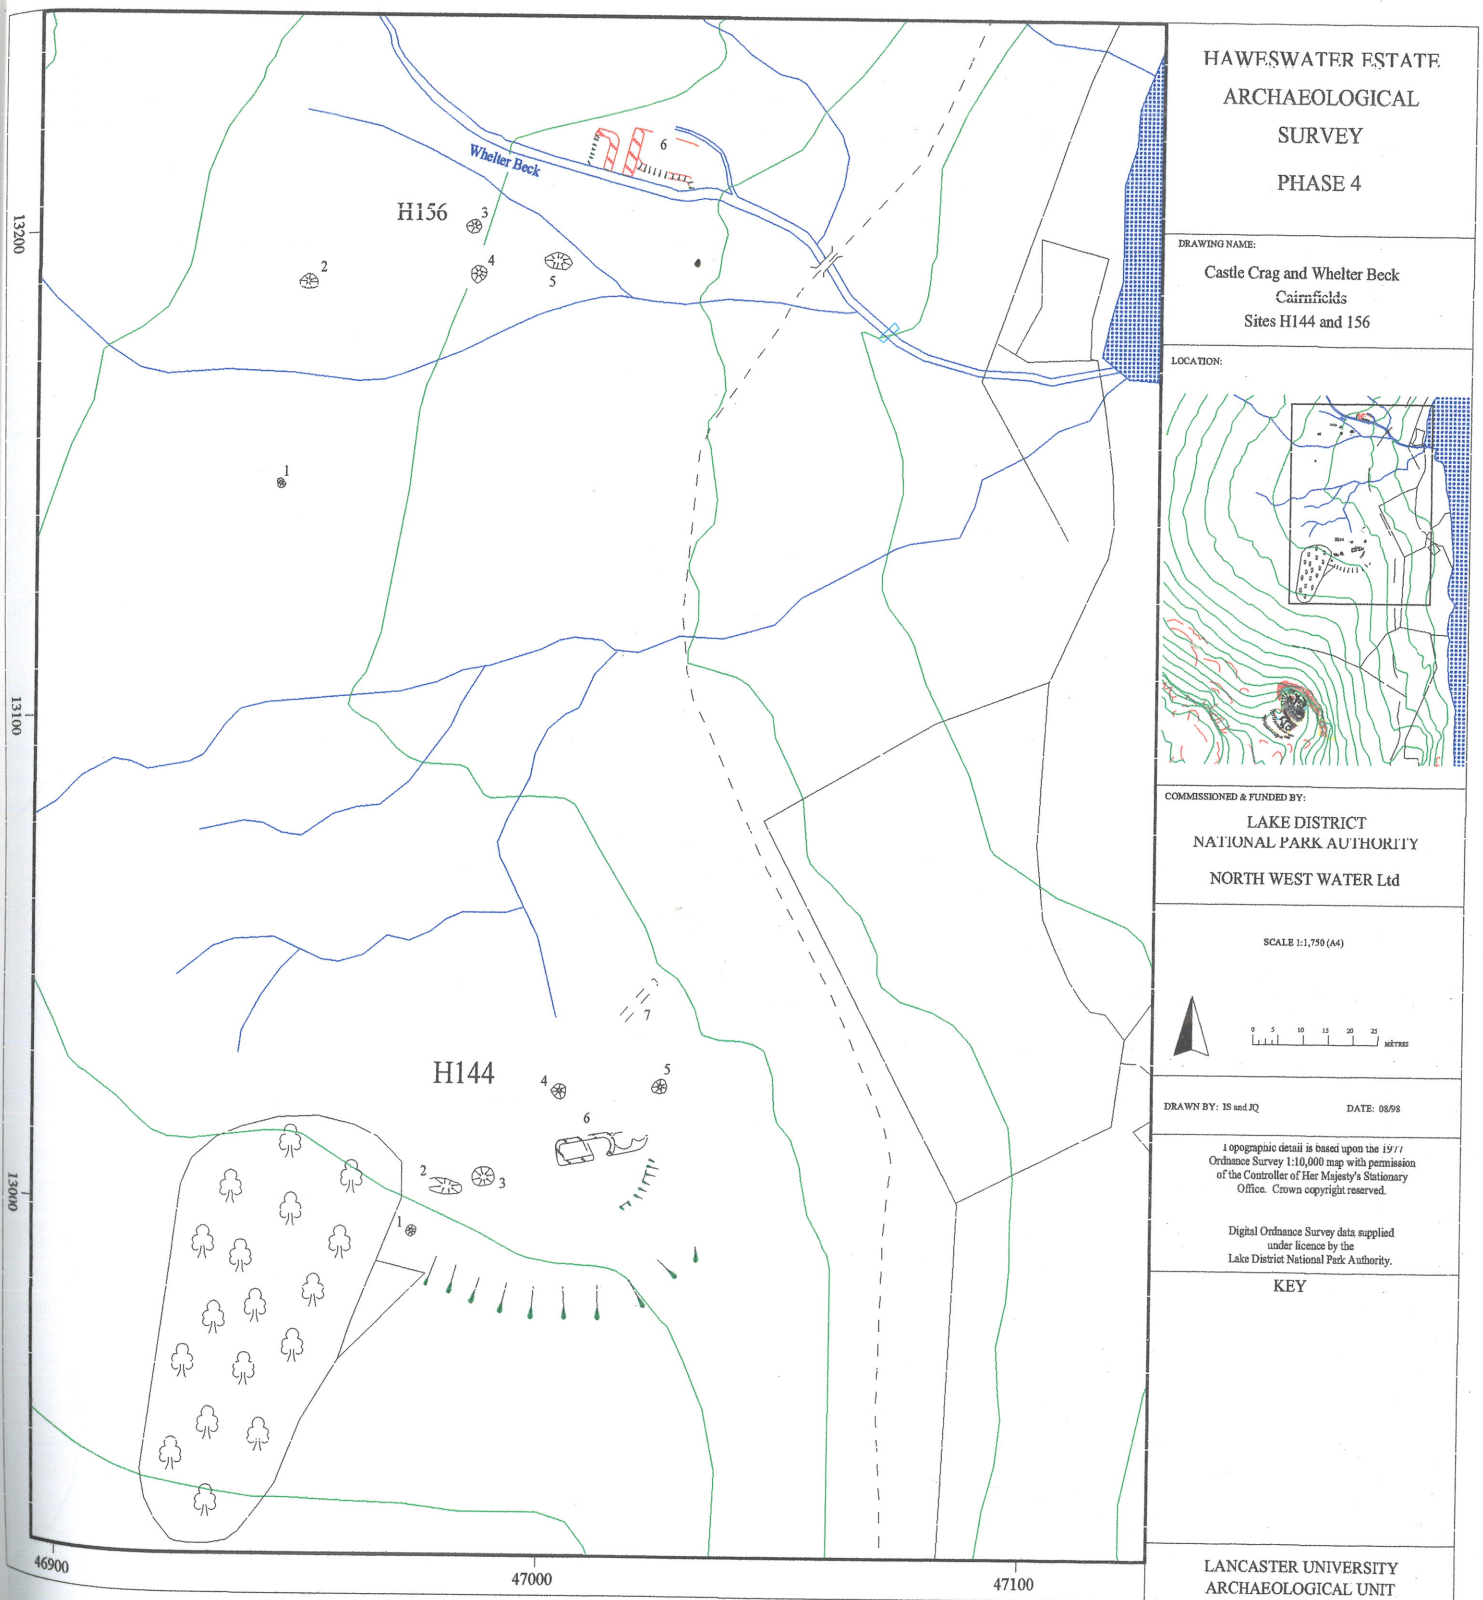 HAWESWATER ESTATE
ARCHAEOLOGICAL
SURVEY
PHASE 4
DRAWING NAME:
Castle Crag and Whelter Beck
Cairnfields
Sites H144 and 156
LOCATION:
COMMISSIONED & FUNDED BY:
LAKE DISTRICT
NATIONAL PARK AUTHORITY
NORTH WEST WATER Ltd
SCALE 1:1,750 (A4)
0 5 10 15 20 25
METRES
DRAWN BY: JS and JQ
DATE: 08/98
Topographic detail is based upon the 1977
Ordnance Survey 1:10,000 map with permission
of the Controller of Her Majesty's Stationary
Office. Crown copyright reserved.
Digital Ordnance Survey data supplied
under licence by the
Lake District National Park Authority.
KEY
LANCASTER UNIVERSITY
ARCHAEOLOGICAL UNIT
Whelter Beck
6
H156
3
2
4
5
1
7
H144
4
5
6
2
3
1
13200
13100
13000
46900
47000
47100